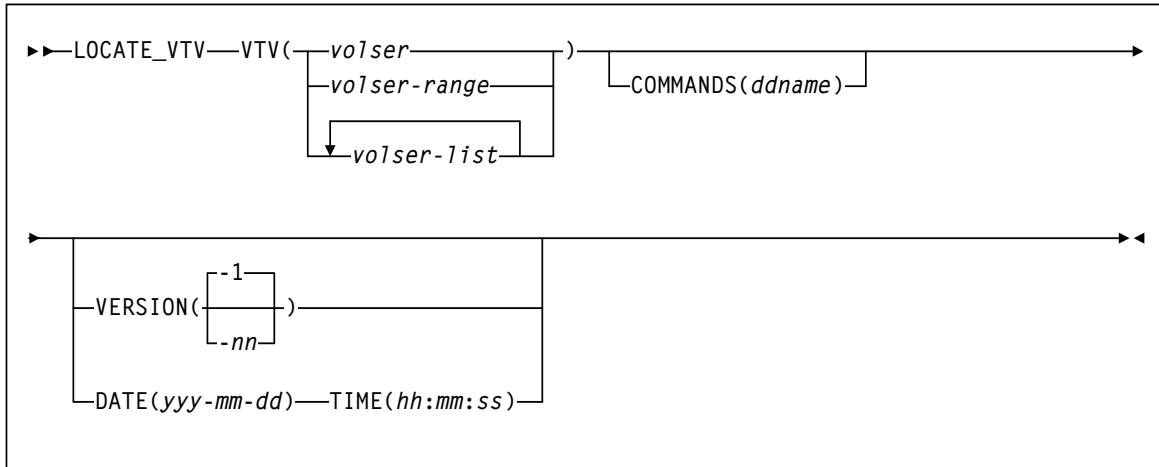 LOCATE_VTV VTV( volser )
volser-range COMMANDS(ddname)
volser-list
-1
VERSION( )
-nn
DATE(yyy-mm-dd) TIME(hh:mm:ss)